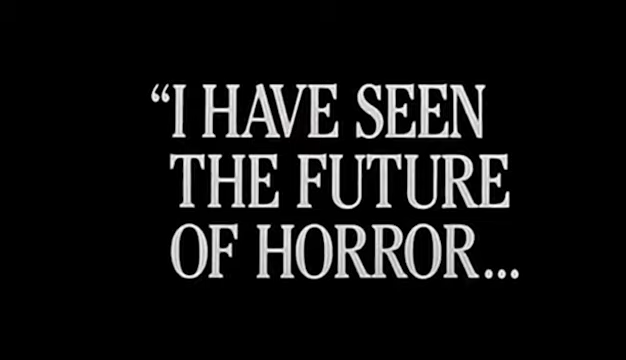 “I HAVE SEEN
THE FUTURE
OF HORROR...